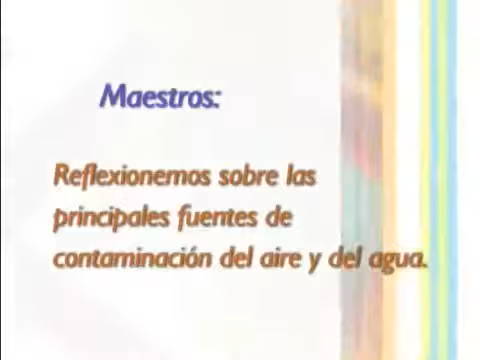 Maestros:
Reflexionemos sobre las
principales fuentes de
contaminación del aire y del agua.